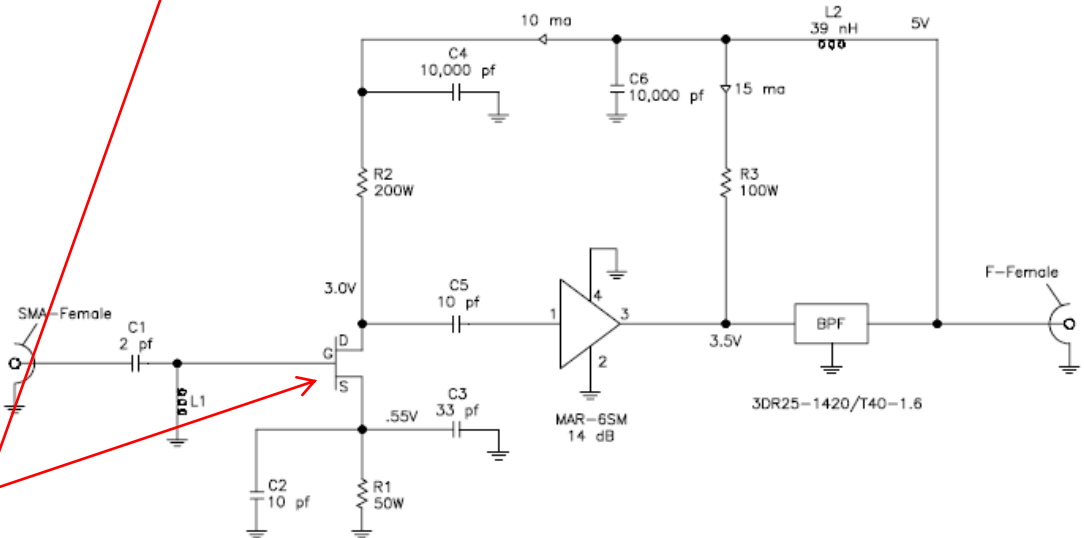 10 ma
L2
39 nH
5V
C4
10,000 pf
C6
10,000 pf
15 ma
R2
200W
R3
100W
3.0V
C5
10 pf
F-Female
SMA-Female
C1
2 pf
1
4
3
2
3.5V
BPF
G
D
S
L1
.55V
C3
33 pf
MAR-6SM
14 dB
3DR25-1420/T40-1.6
C2
10 pf
R1
50W